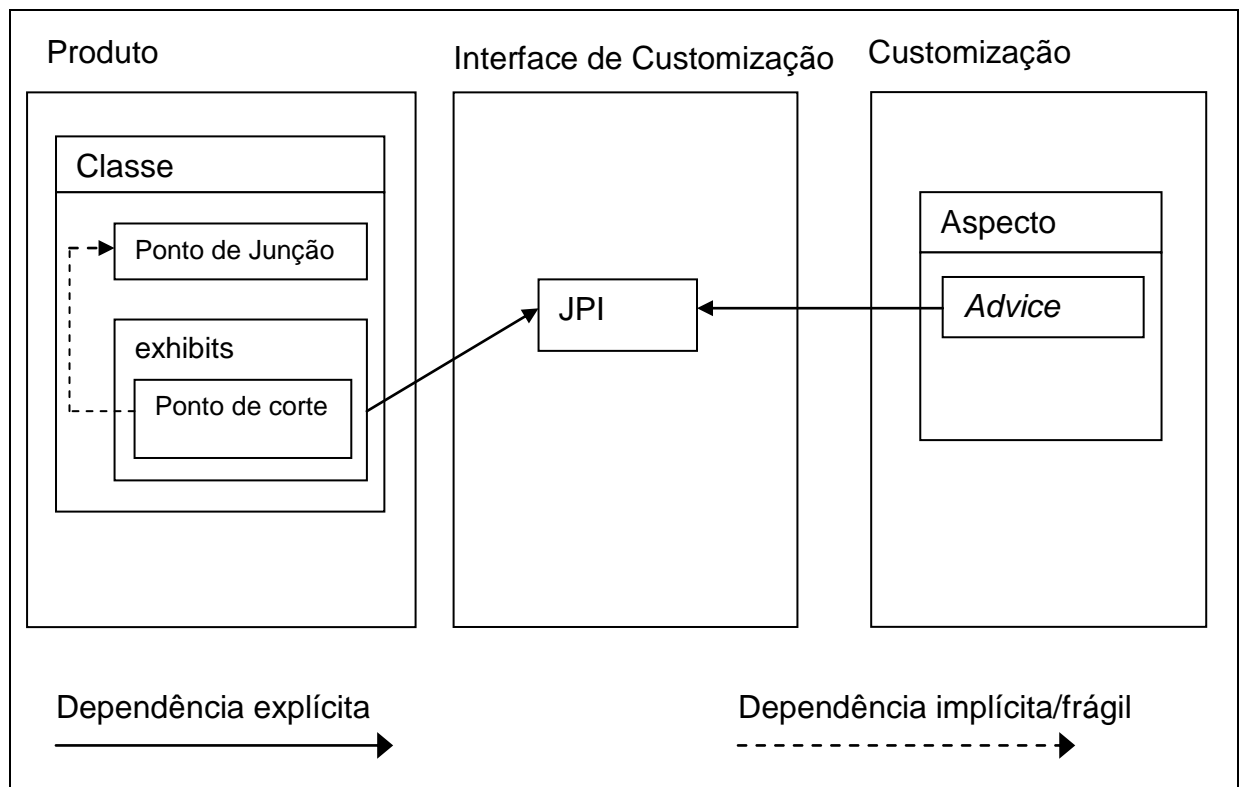 Produto
Interface de Customização
Customização
Classe
Ponto de Junção
exhibits
Ponto de corte
JPI
Aspecto
Advice
Dependência explícita
Dependência implícita/frágil